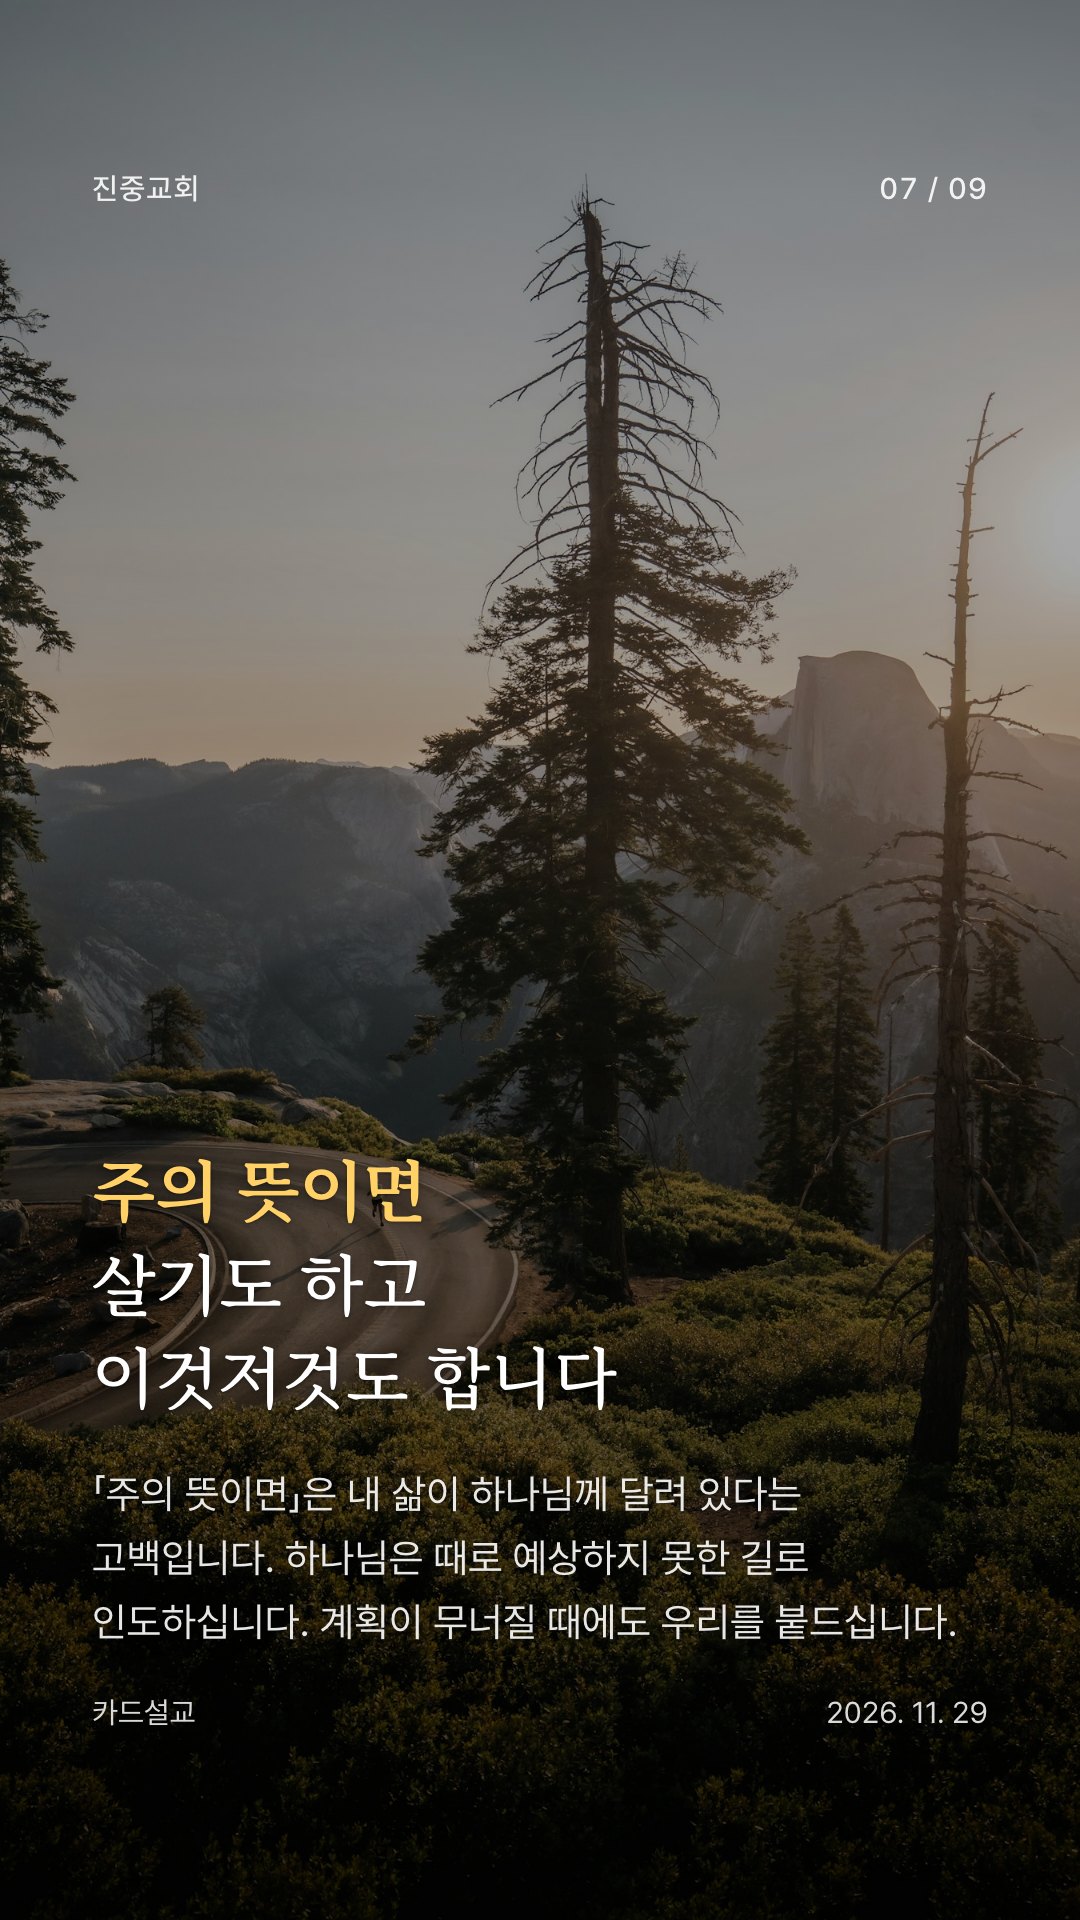 진중교회
07 / 09
주의 뜻이면
살기도 하고
이것저것도 합니다
「주의 뜻이면」은 내 삶이 하나님께 달려 있다는
고백입니다. 하나님은 때로 예상하지 못한 길로
인도하십니다. 계획이 무너질 때에도 우리를 붙드십니다.
카드설교
2026. 11. 29